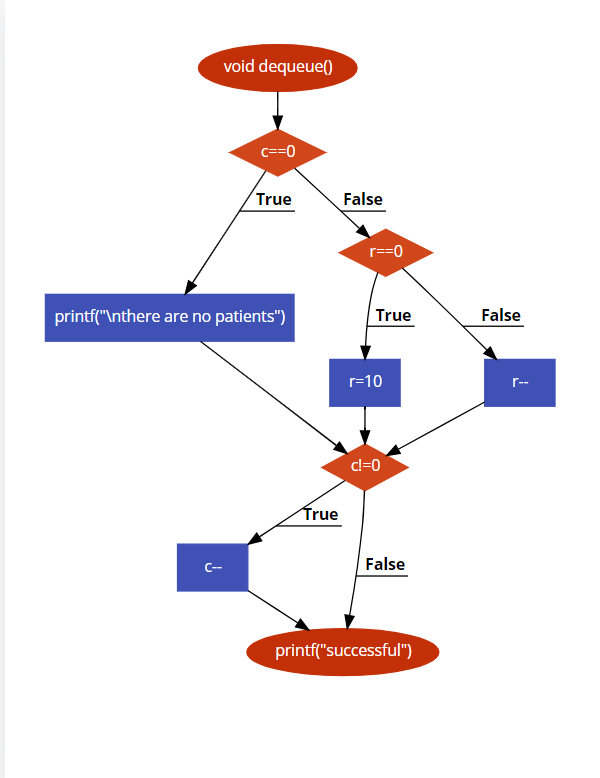 void dequeue()
c==0
True
False
r==0
printf("\nthere are no patients")
True
False
r=10
r--
c!=0
True
c--
False
printf("successful")